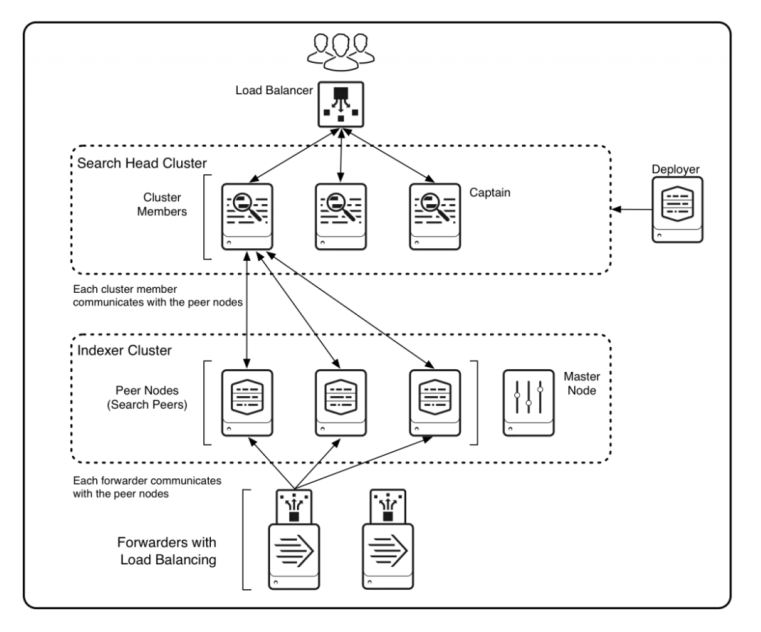 Load Balancer
Search Head Cluster
Deployer
Cluster
Members
Captain
Each cluster member
communicates with the peer nodes
Indexer Cluster
Peer Nodes
(Search Peers)
Master
Node
Each forwarder communicates
with the peer nodes
Forwarders with
Load Balancing